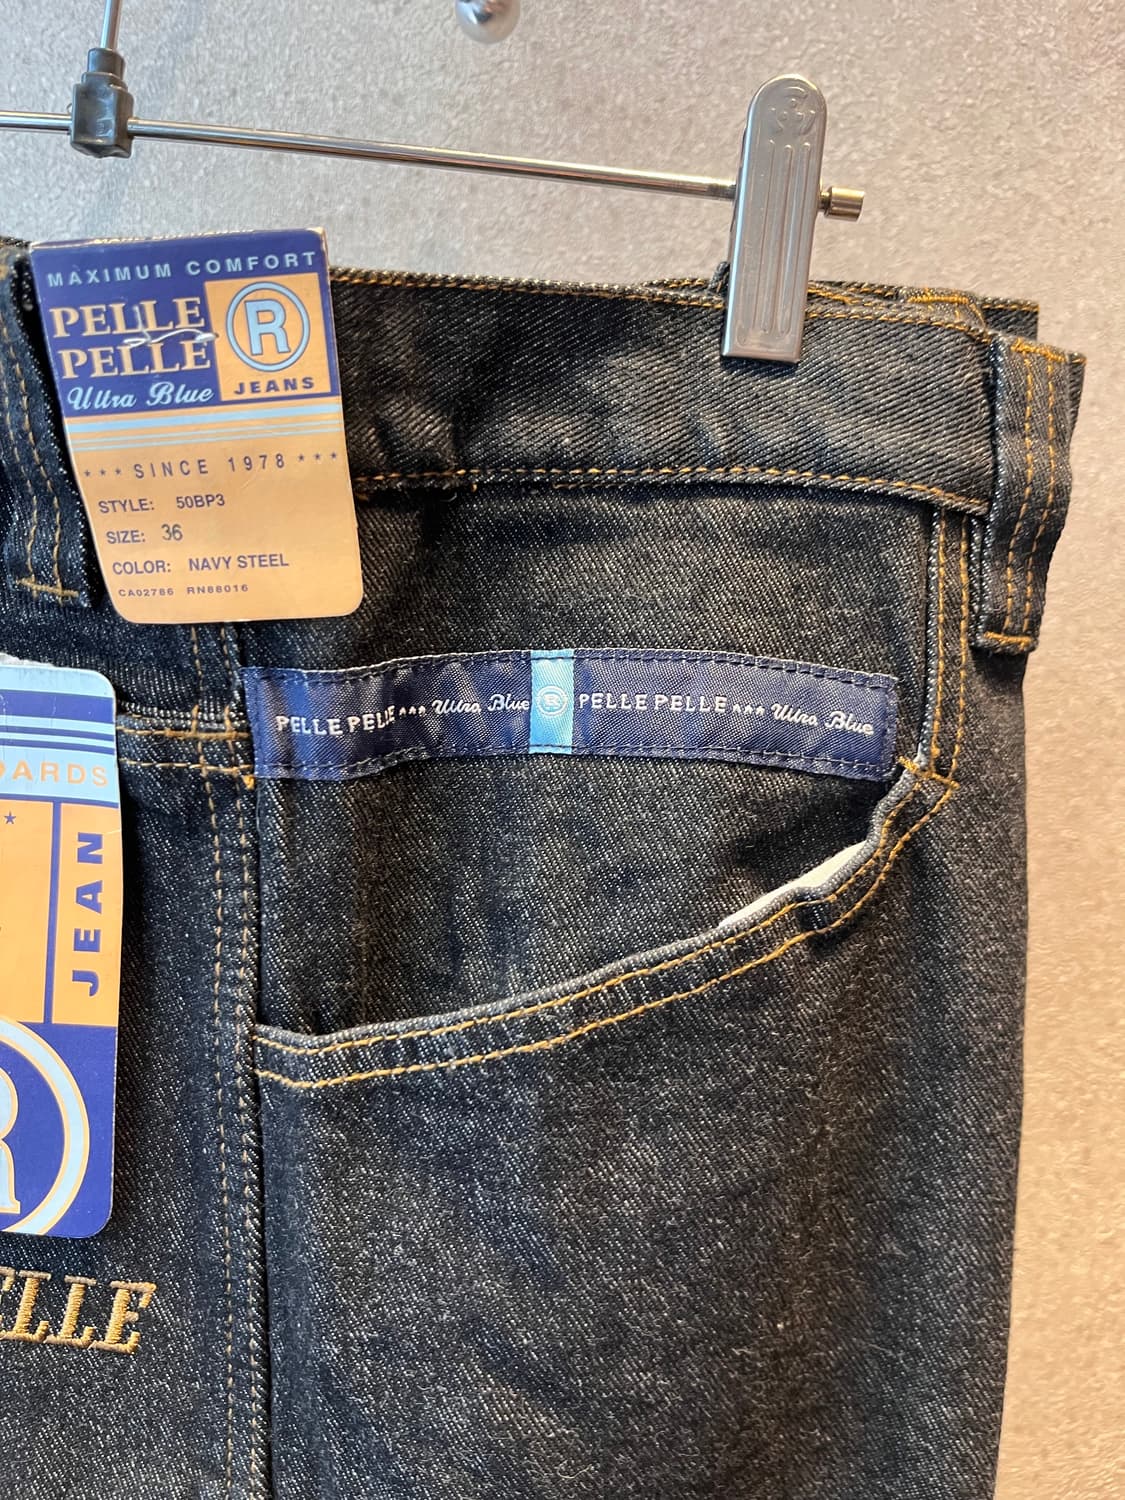 MAXIMUM COMFORT
PELLE
PELLE
Ultra Blue
R
JEANS
*** SINCE 1978 ***
STYLE: 50BP3
SIZE: 36
COLOR: NAVY STEEL
CA02786 RN88016
PELLE PELLE *** Ultra Blue R PELLE PELLE *** Ultra Blue
ARDS
JEAN
R
ELLE